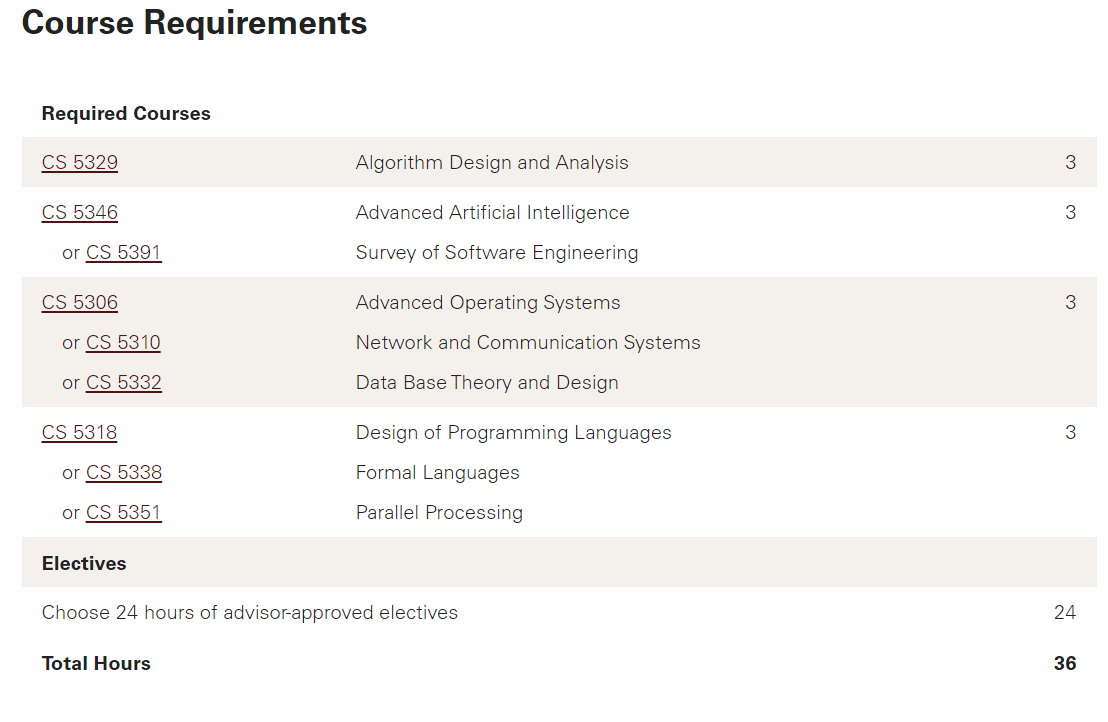 Course Requirements
Required Courses
CS 5329 Algorithm Design and Analysis 3
CS 5346 Advanced Artificial Intelligence 3
or CS 5391 Survey of Software Engineering
CS 5306 Advanced Operating Systems 3
or CS 5310 Network and Communication Systems
or CS 5332 Data Base Theory and Design
CS 5318 Design of Programming Languages 3
or CS 5338 Formal Languages
or CS 5351 Parallel Processing
Electives
Choose 24 hours of advisor-approved electives 24
Total Hours 36